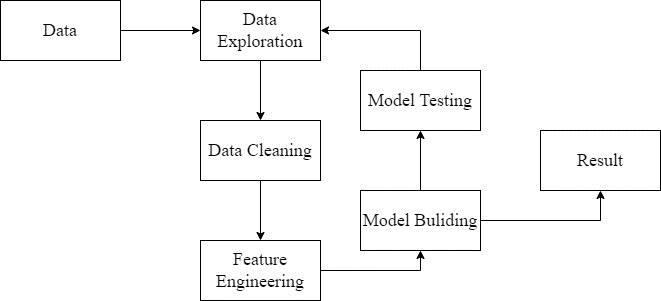 Data
Data
Exploration
Model Testing
Data Cleaning
Result
Model Buliding
Feature
Engineering